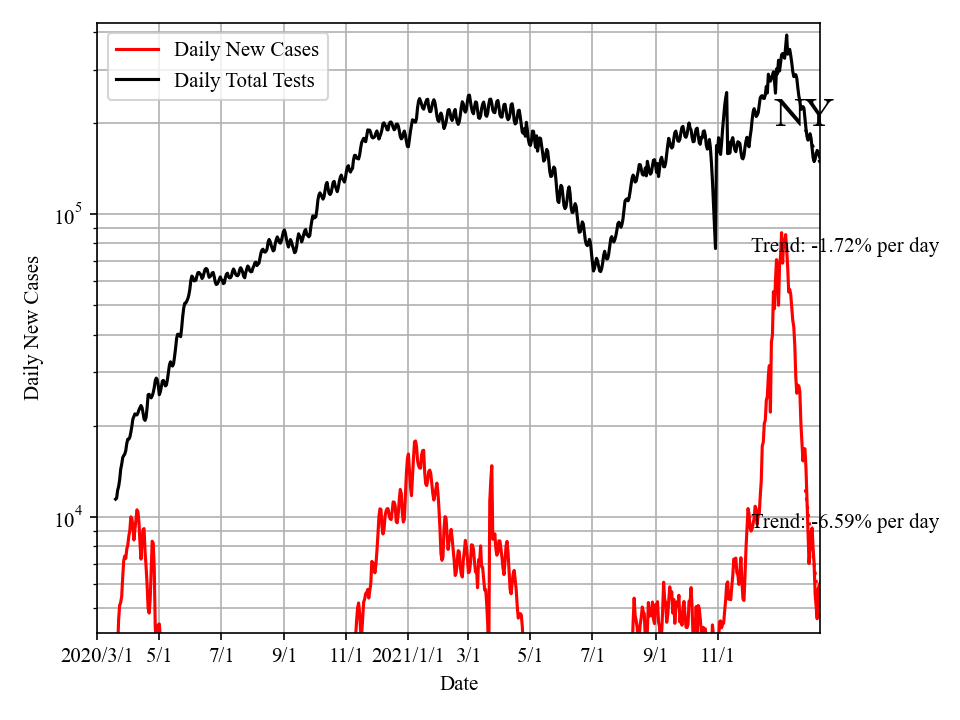 Daily New Cases
Daily Total Tests
NY
10^5
Trend: -1.72% per day
Daily New Cases
10^4
Trend: -6.59% per day
2020/3/1 5/1 7/1 9/1 11/1 2021/1/1 3/1 5/1 7/1 9/1 11/1
Date